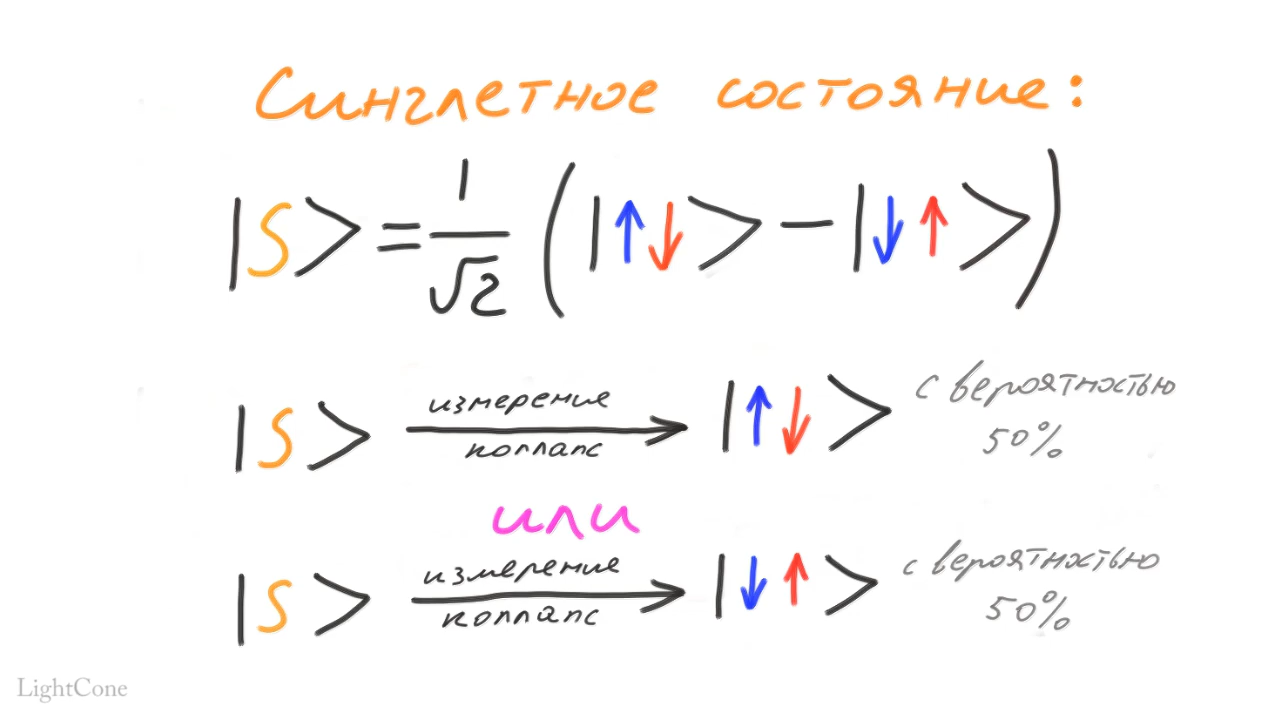 Синглетное состояние:
|S> = 1/√2 (|↑↓> − |↓↑>)
|S> измерение коллапс |↑↓> с вероятностью 50%
или
|S> измерение коллапс |↓↑> с вероятностью 50%
LightCone